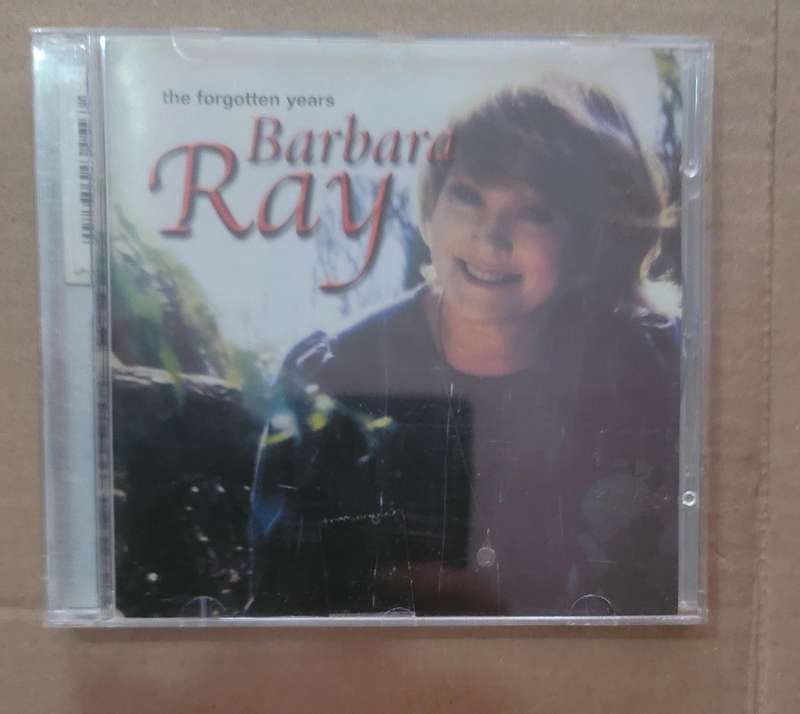 the forgotten years
Barbara
Ray